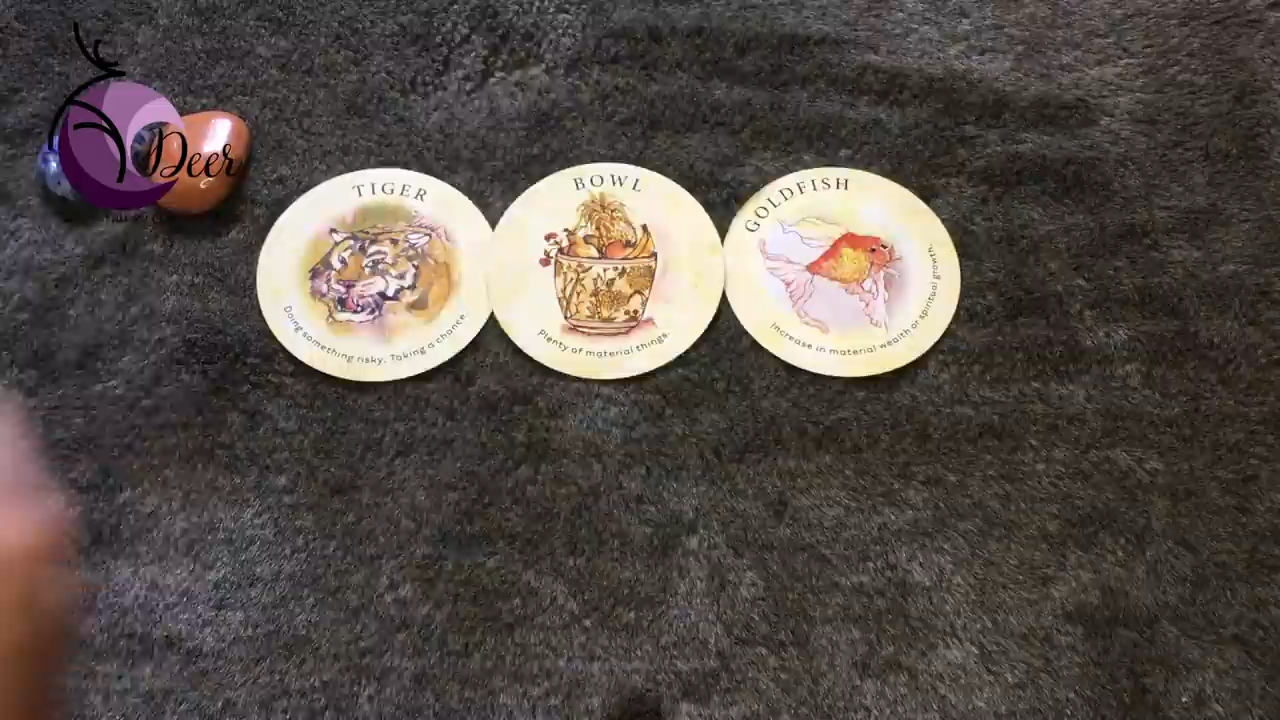 Deer
TIGER
Doing something risky. Taking a chance
BOWL
Plenty of material things.
GOLDFISH
Increase in material wealth or spiritual growth.